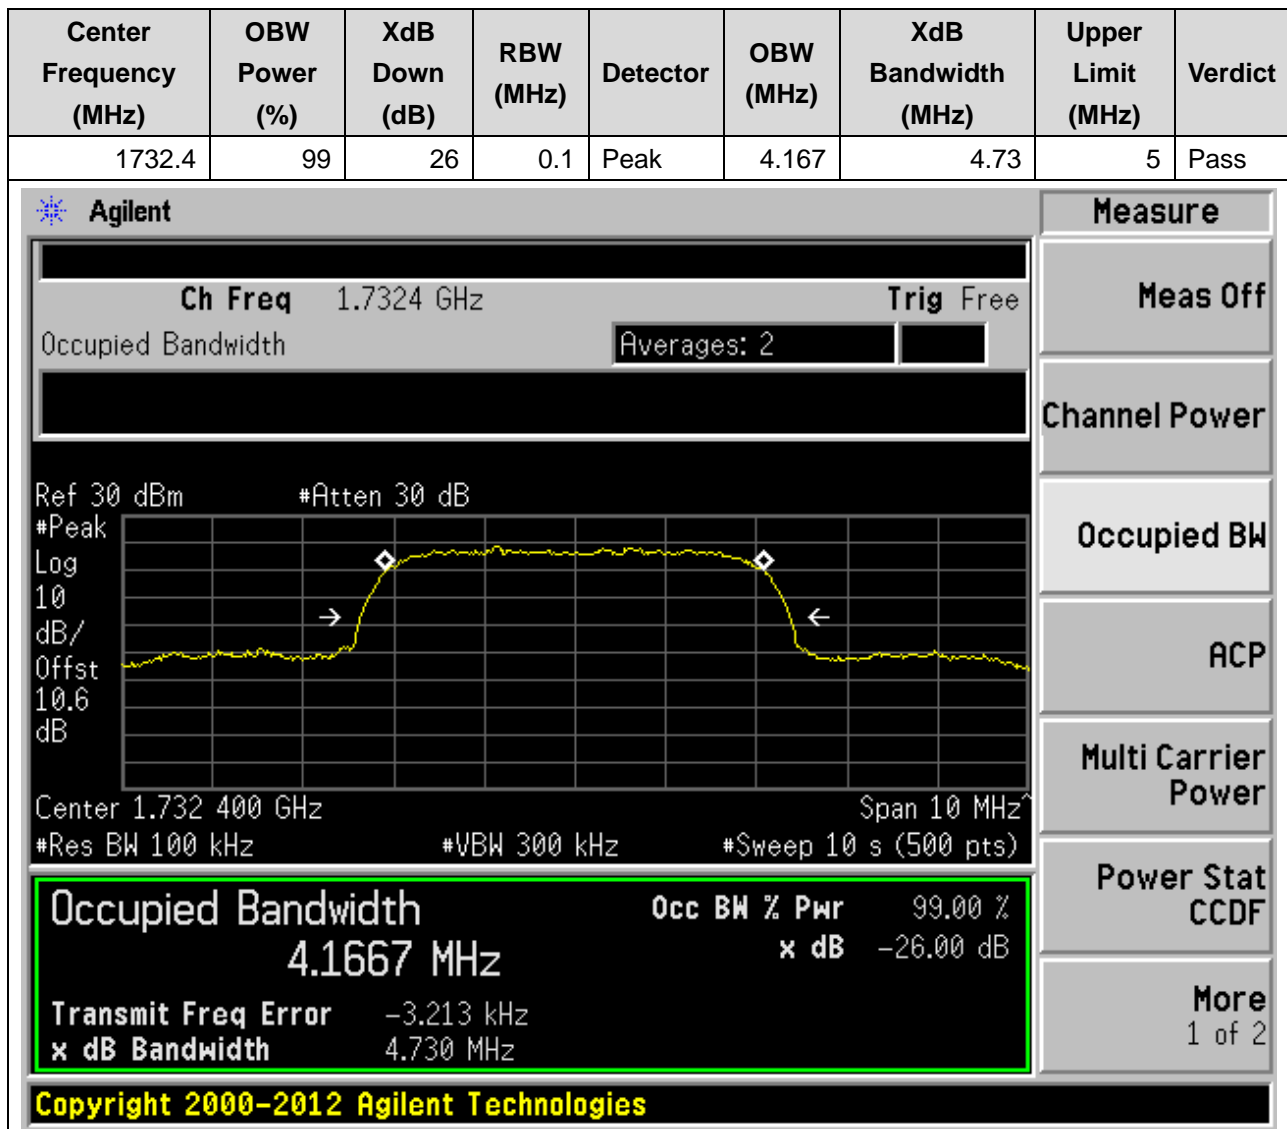 Center Frequency (MHz) OBW Power (%) XdB Down (dB) RBW (MHz) Detector OBW (MHz) XdB Bandwidth (MHz) Upper Limit (MHz) Verdict
1732.4 99 26 0.1 Peak 4.167 4.73 5 Pass
Agilent
Measure
Ch Freq 1.7324 GHz Trig Free
Meas Off
Occupied Bandwidth Averages: 2
Channel Power
Ref 30 dBm #Atten 30 dB
#Peak
Log
10
dB/
Offst
10.6
dB
Occupied BW
ACP
Multi Carrier
Power
Center 1.732 400 GHz Span 10 MHz^
#Res BW 100 kHz #VBW 300 kHz #Sweep 10 s (500 pts)
Power Stat
CCDF
Occupied Bandwidth Occ BW % Pwr 99.00 %
4.1667 MHz x dB -26.00 dB
Transmit Freq Error -3.213 kHz
x dB Bandwidth 4.730 MHz
More
1 of 2
Copyright 2000-2012 Agilent Technologies